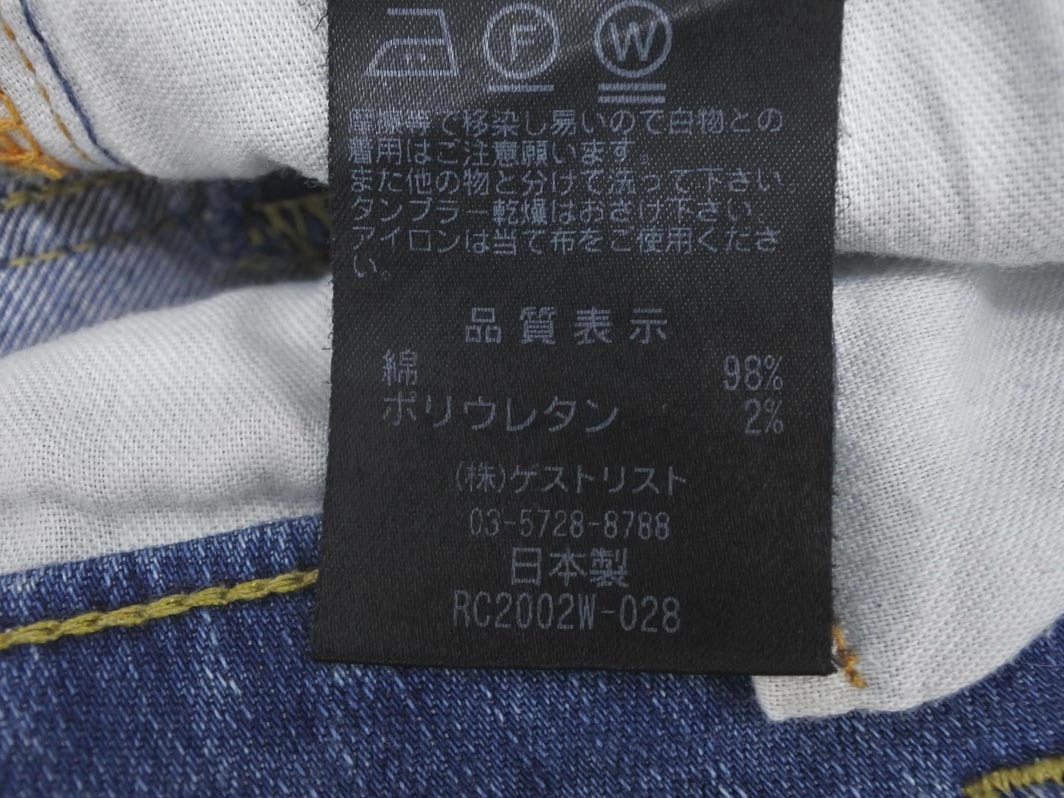 F W
摩擦等で移染し易いので白物との
着用はご注意願います。
また他の物と分けて洗って下さい。
タンブラー乾燥はおさけ下さい。
アイロンは当て布をご使用くださ
い。
品質表示
綿 98%
ポリウレタン 2%
(株)ゲストリスト
03-5728-8788
日本製
RC2002W-028